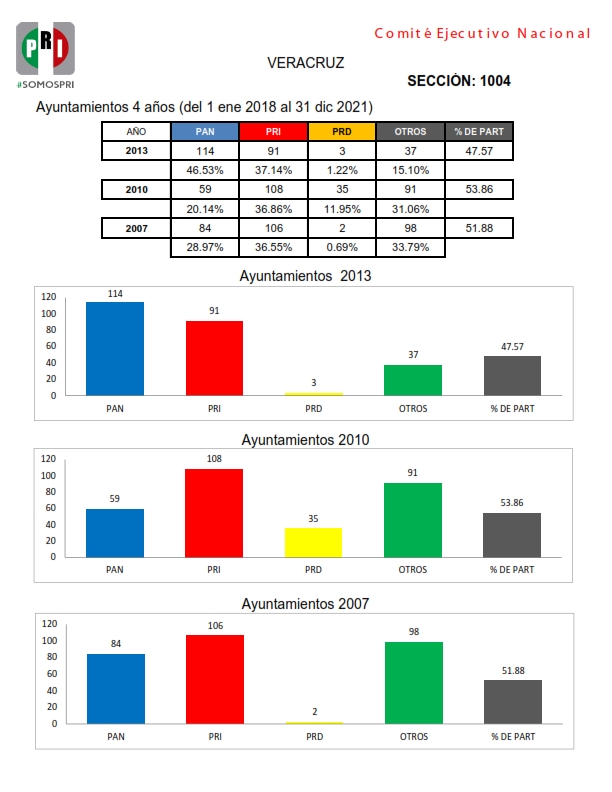 Comité Ejecutivo Nacional
PRI
#SOMOSPRI
VERACRUZ
SECCIÓN: 1004
Ayuntamientos 4 años (del 1 ene 2018 al 31 dic 2021)
AÑO PAN PRI PRD OTROS % DE PART
2013 114 91 3 37 47.57
46.53% 37.14% 1.22% 15.10%
2010 59 108 35 91 53.86
20.14% 36.86% 11.95% 31.06%
2007 84 106 2 98 51.88
28.97% 36.55% 0.69% 33.79%
Ayuntamientos 2013
120
100
80
60
40
20
0
114
91
3
37
47.57
PAN PRI PRD OTROS % DE PART
Ayuntamientos 2010
120
100
80
60
40
20
0
59
108
35
91
53.86
PAN PRI PRD OTROS % DE PART
Ayuntamientos 2007
120
100
80
60
40
20
0
84
106
2
98
51.88
PAN PRI PRD OTROS % DE PART